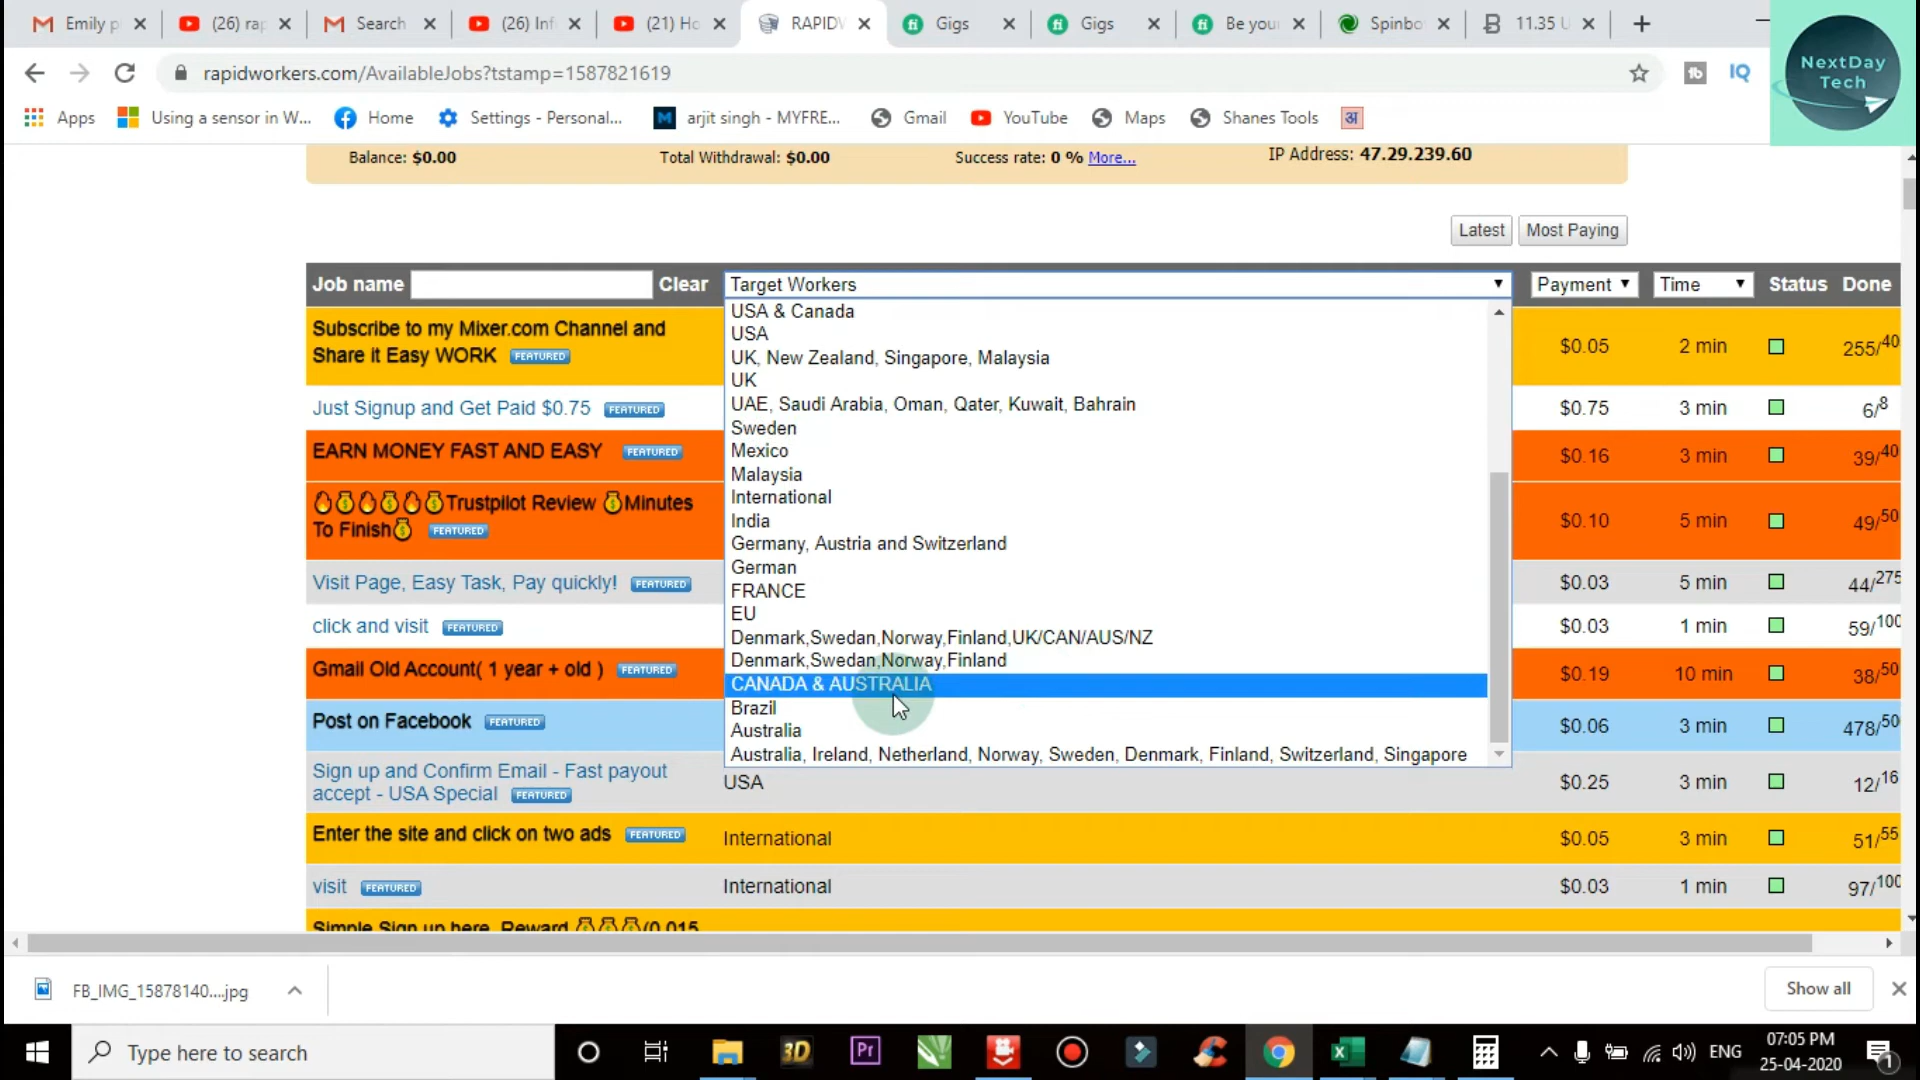 Emily p
(26) rap
Search
(26) Inf
(21) Ho
RAPIDW
Gigs
Gigs
Be your
Spinbo
11.35 U
NextDay
Tech
rapidworkers.com/AvailableJobs?tstamp=1587821619
IQ
Apps
Using a sensor in W...
Home
Settings - Personal...
arjit singh - MYFRE...
Gmail
YouTube
Maps
Shanes Tools
अ
Balance: $0.00
Total Withdrawal: $0.00
Success rate: 0 % More...
IP Address: 47.29.239.60
Latest
Most Paying
Job name
Clear
Target Workers
Payment
Time
Status
Done
USA & Canada
USA
UK, New Zealand, Singapore, Malaysia
UK
UAE, Saudi Arabia, Oman, Qater, Kuwait, Bahrain
Sweden
Mexico
Malaysia
International
India
Germany, Austria and Switzerland
German
FRANCE
EU
Denmark,Swedan,Norway,Finland,UK/CAN/AUS/NZ
Denmark,Swedan,Norway,Finland
CANADA & AUSTRALIA
Brazil
Australia
Australia, Ireland, Netherland, Norway, Sweden, Denmark, Finland, Switzerland, Singapore
Subscribe to my Mixer.com Channel and
Share it Easy WORK FEATURED
$0.05 2 min 255/40
Just Signup and Get Paid $0.75 FEATURED
$0.75 3 min 6/8
EARN MONEY FAST AND EASY FEATURED
$0.16 3 min 39/40
Trustpilot Review Minutes
To Finish FEATURED
$0.10 5 min 49/50
Visit Page, Easy Task, Pay quickly! FEATURED
$0.03 5 min 44/275
click and visit FEATURED
$0.03 1 min 59/100
Gmail Old Account( 1 year + old ) FEATURED
$0.19 10 min 38/50
Post on Facebook FEATURED
$0.06 3 min 478/50
Sign up and Confirm Email - Fast payout
accept - USA Special FEATURED
USA $0.25 3 min 12/16
Enter the site and click on two ads FEATURED International $0.05 3 min 51/55
visit FEATURED International $0.03 1 min 97/100
Simple Sign up here, Reward (0.015
FB_IMG_15878140....jpg
Show all
Type here to search
3D
Pr
ENG
07:05 PM
25-04-2020
1